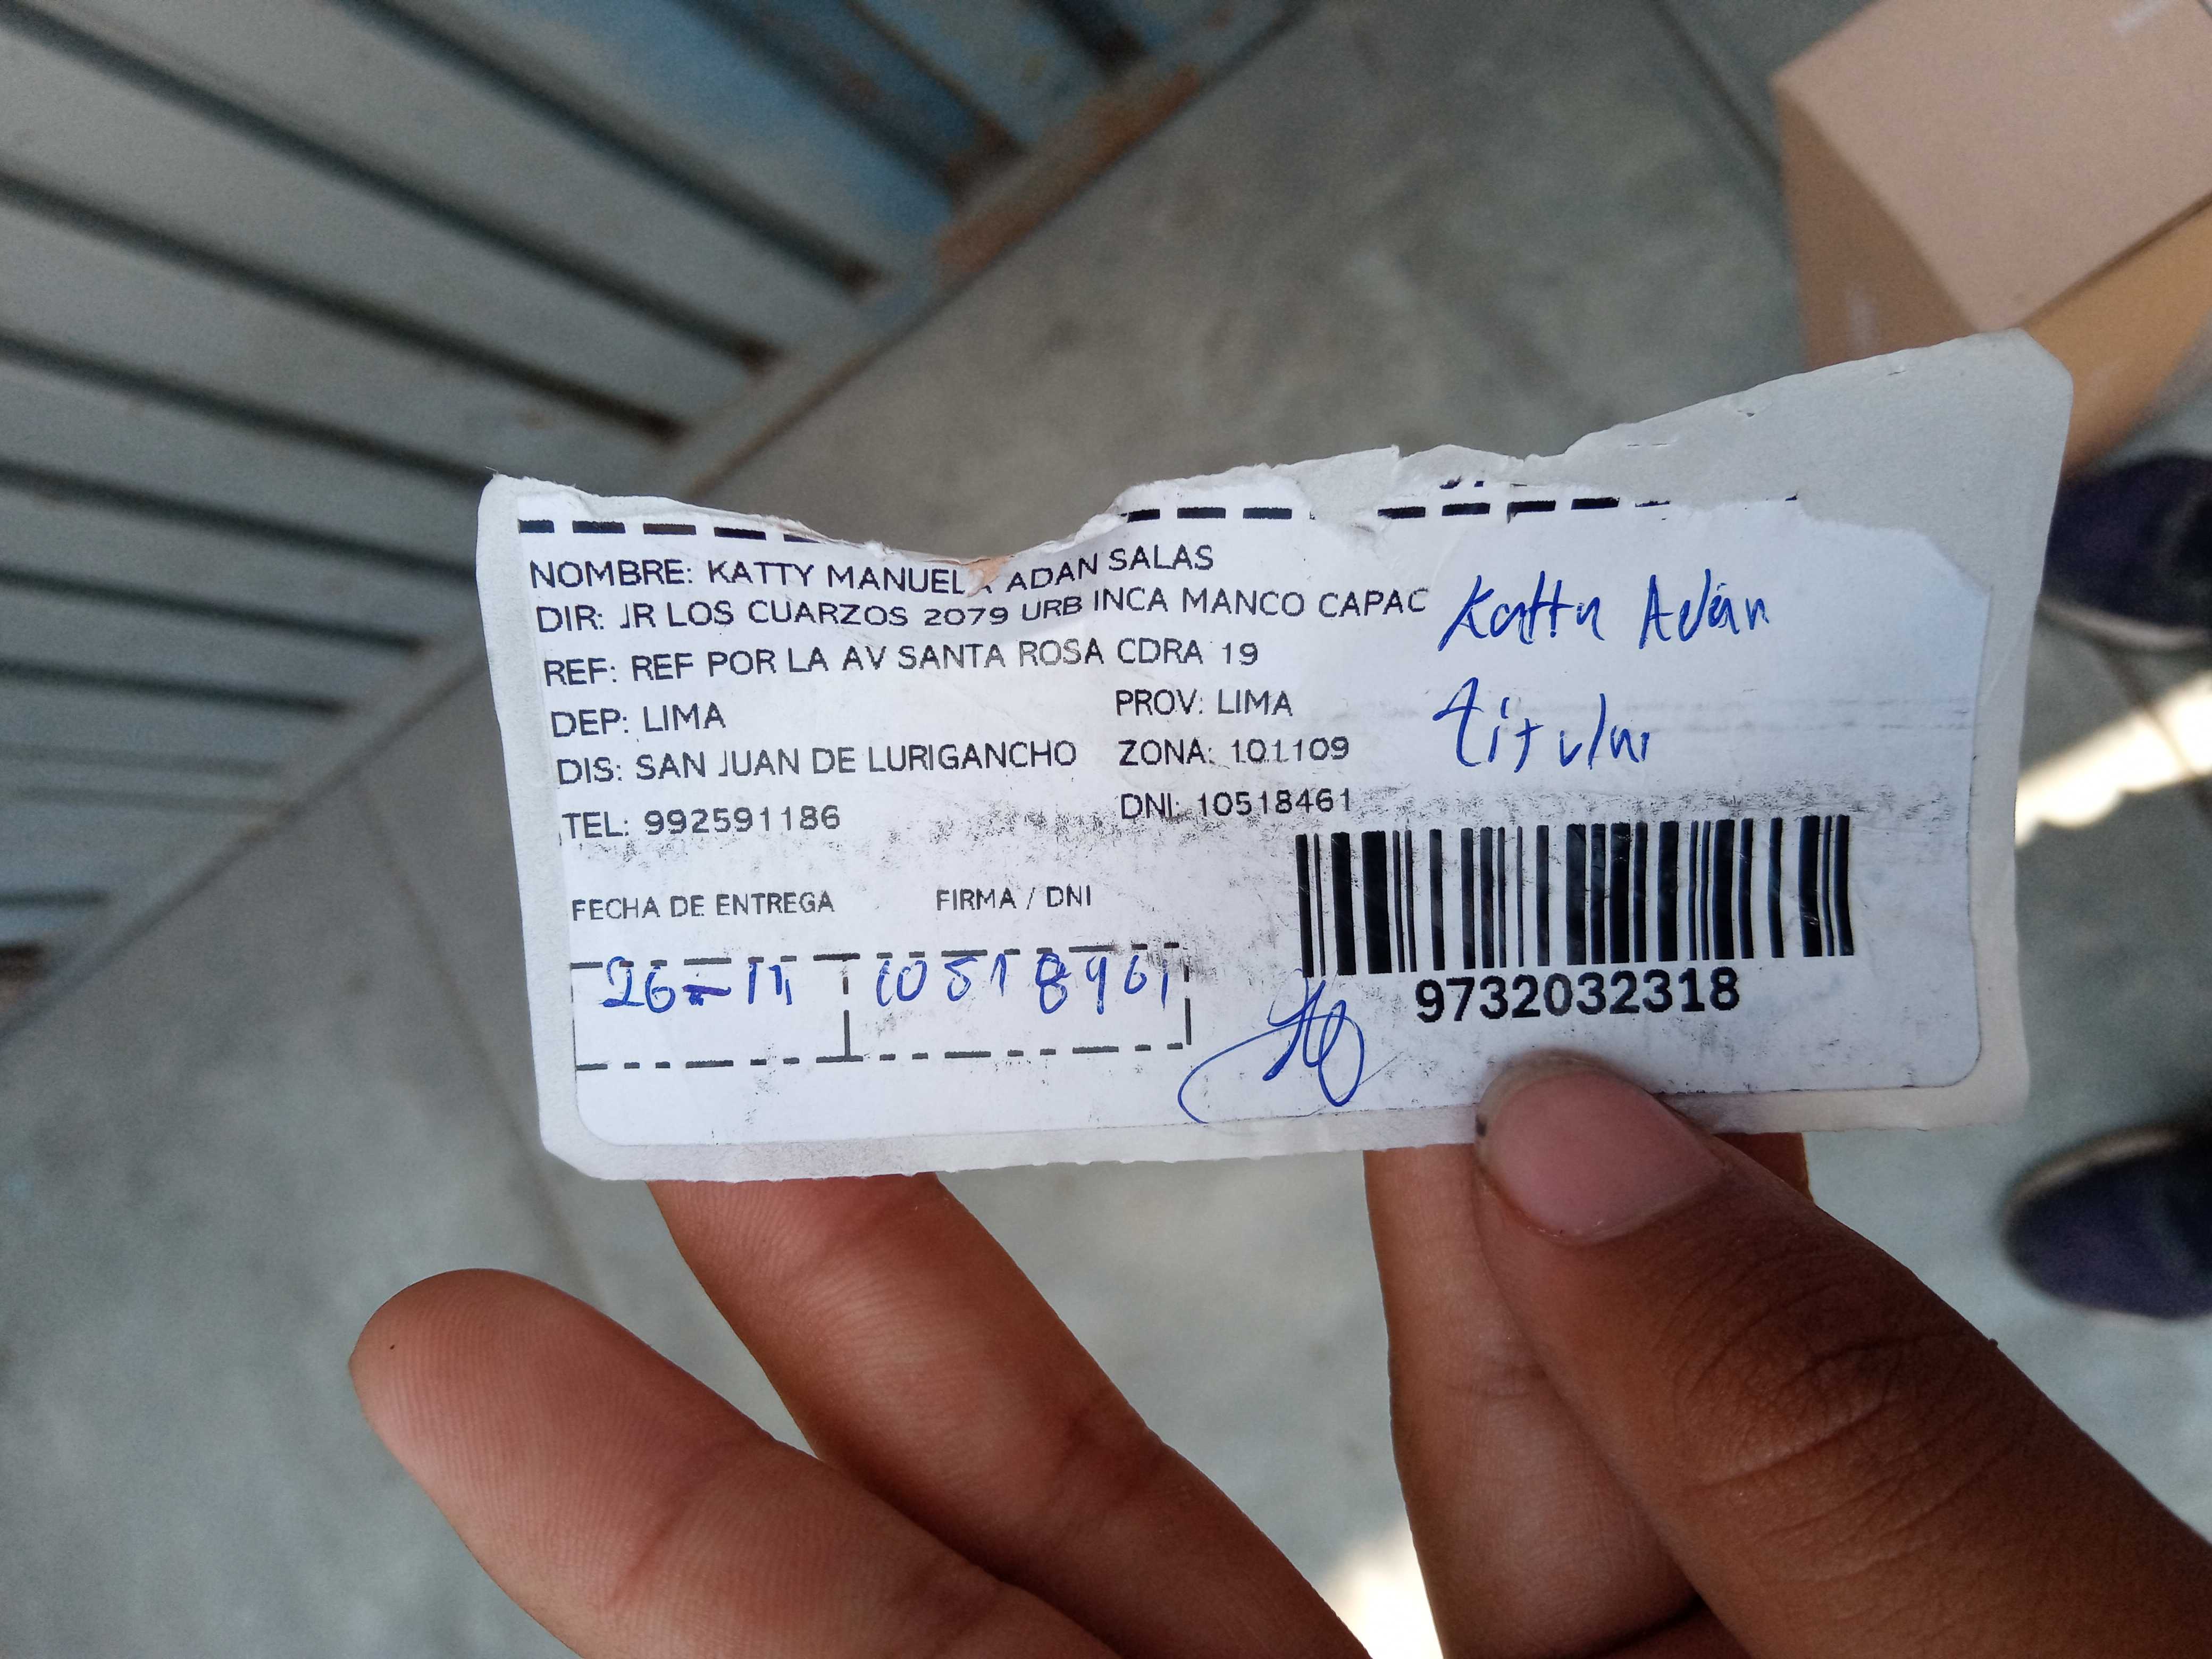 NOMBRE: KATTY MANUELA ADAN SALAS
DIR: JR LOS CUARZOS 2079 URB INCA MANCO CAPAC
Katty Adán
REF: REF POR LA AV SANTA ROSA CDRA 19
DEP: LIMA PROV: LIMA
titular
DIS: SAN JUAN DE LURIGANCHO ZONA: 101109
TEL: 992591186 DNI: 10518461
FECHA DE ENTREGA FIRMA / DNI
26-11 10518461
9732032318